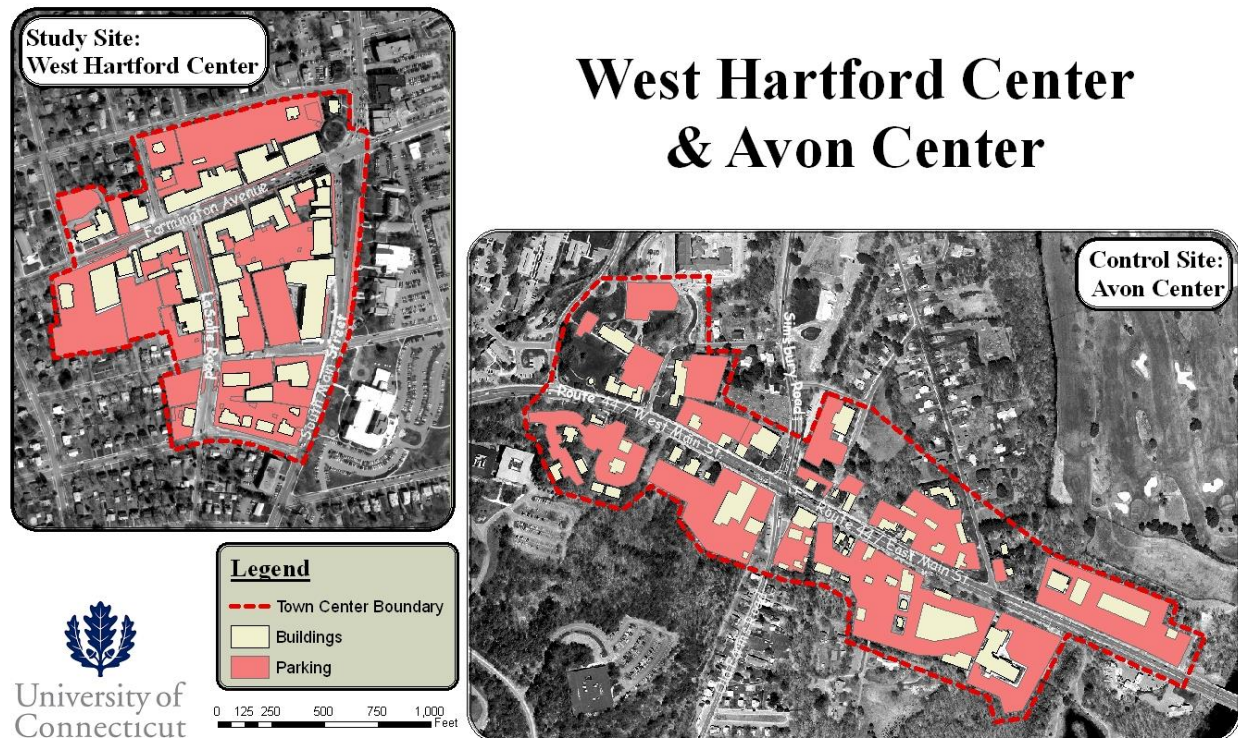 Study Site:
West Hartford Center
West Hartford Center
& Avon Center
Farmington Avenue
LaSalle Road
South Main Street
Control Site:
Avon Center
Simsbury Road
Route 44 / West Main St.
Route 44 / East Main St.
Legend
Town Center Boundary
Buildings
Parking
0 125 250 500 750 1,000
Feet
University of
Connecticut